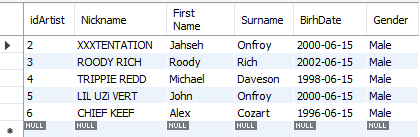 idArtist Nickname First Name Surname BirhDate Gender
2 XXXTENTATION Jahseh Onfroy 2000-06-15 Male
3 ROODY RICH Roody Rich 2002-06-15 Male
4 TRIPPIE REDD Michael Daveson 1998-06-15 Male
5 LIL UZi VERT John Onfroy 2000-06-15 Male
6 CHIEF KEEF Alex Cozart 1996-06-15 Male
NULL NULL NULL NULL NULL NULL